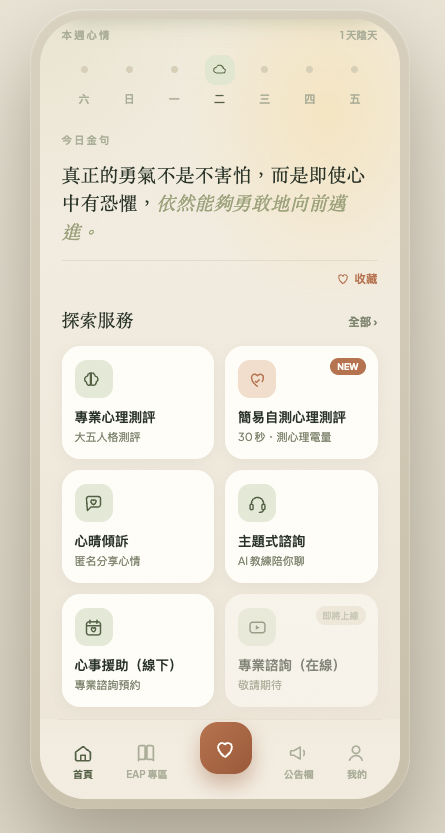 本週心情
1天陰天
六 日 一 二 三 四 五
今日金句
真正的勇氣不是不害怕，而是即使心
中有恐懼，依然能夠勇敢地向前邁
進。
收藏
探索服務
全部 ›
專業心理測評
大五人格測評
NEW
簡易自測心理測評
30 秒 · 測心理電量
心晴傾訴
匿名分享心情
主題式諮詢
AI 教練陪你聊
心事援助（線下）
專業諮詢預約
即將上線
專業諮詢（在線）
敬請期待
首頁
EAP 專區
公告欄
我的